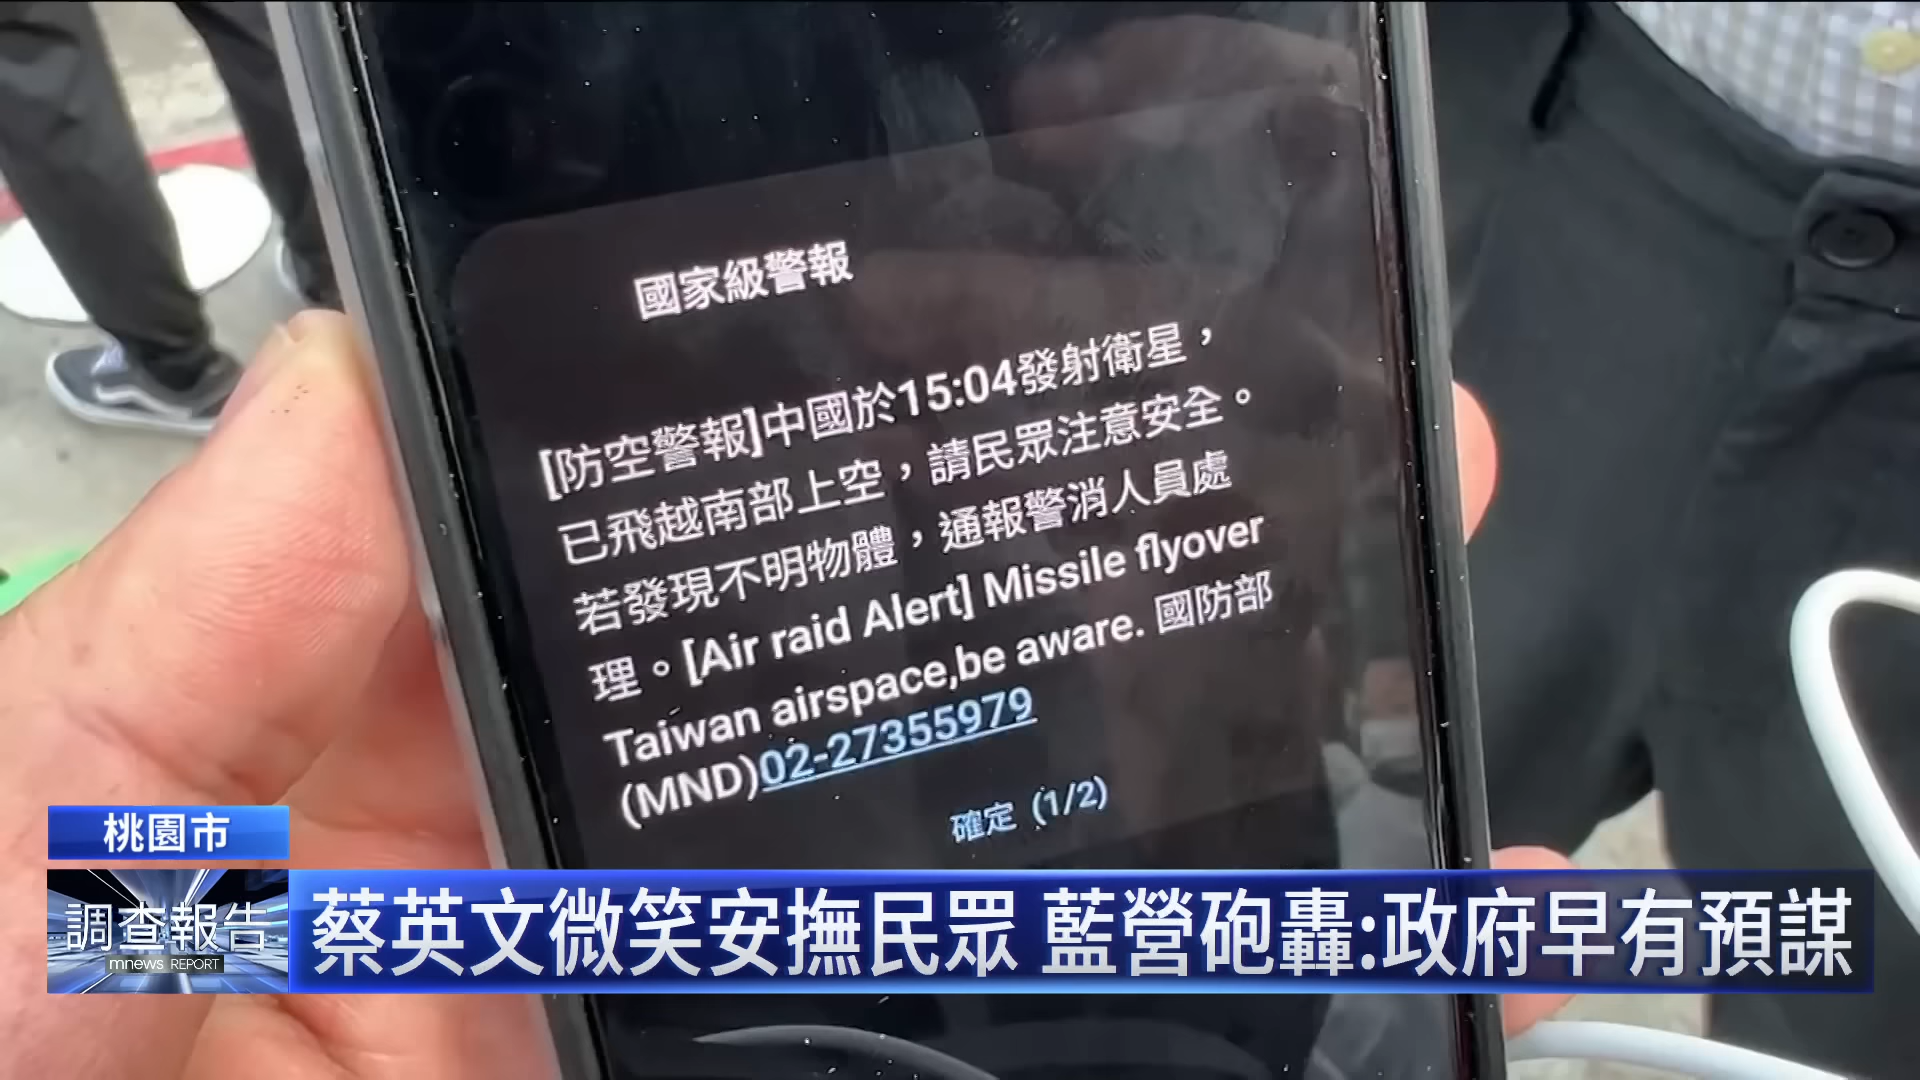 國家級警報
[防空警報]中國於15:04發射衛星，
已飛越南部上空，請民眾注意安全。
若發現不明物體，通報警消人員處
理。[Air raid Alert] Missile flyover
Taiwan airspace,be aware. 國防部
(MND)02-27355979
確定 (1/2)
桃園市
調查報告
mnews REPORT
蔡英文微笑安撫民眾 藍營砲轟:政府早有預謀